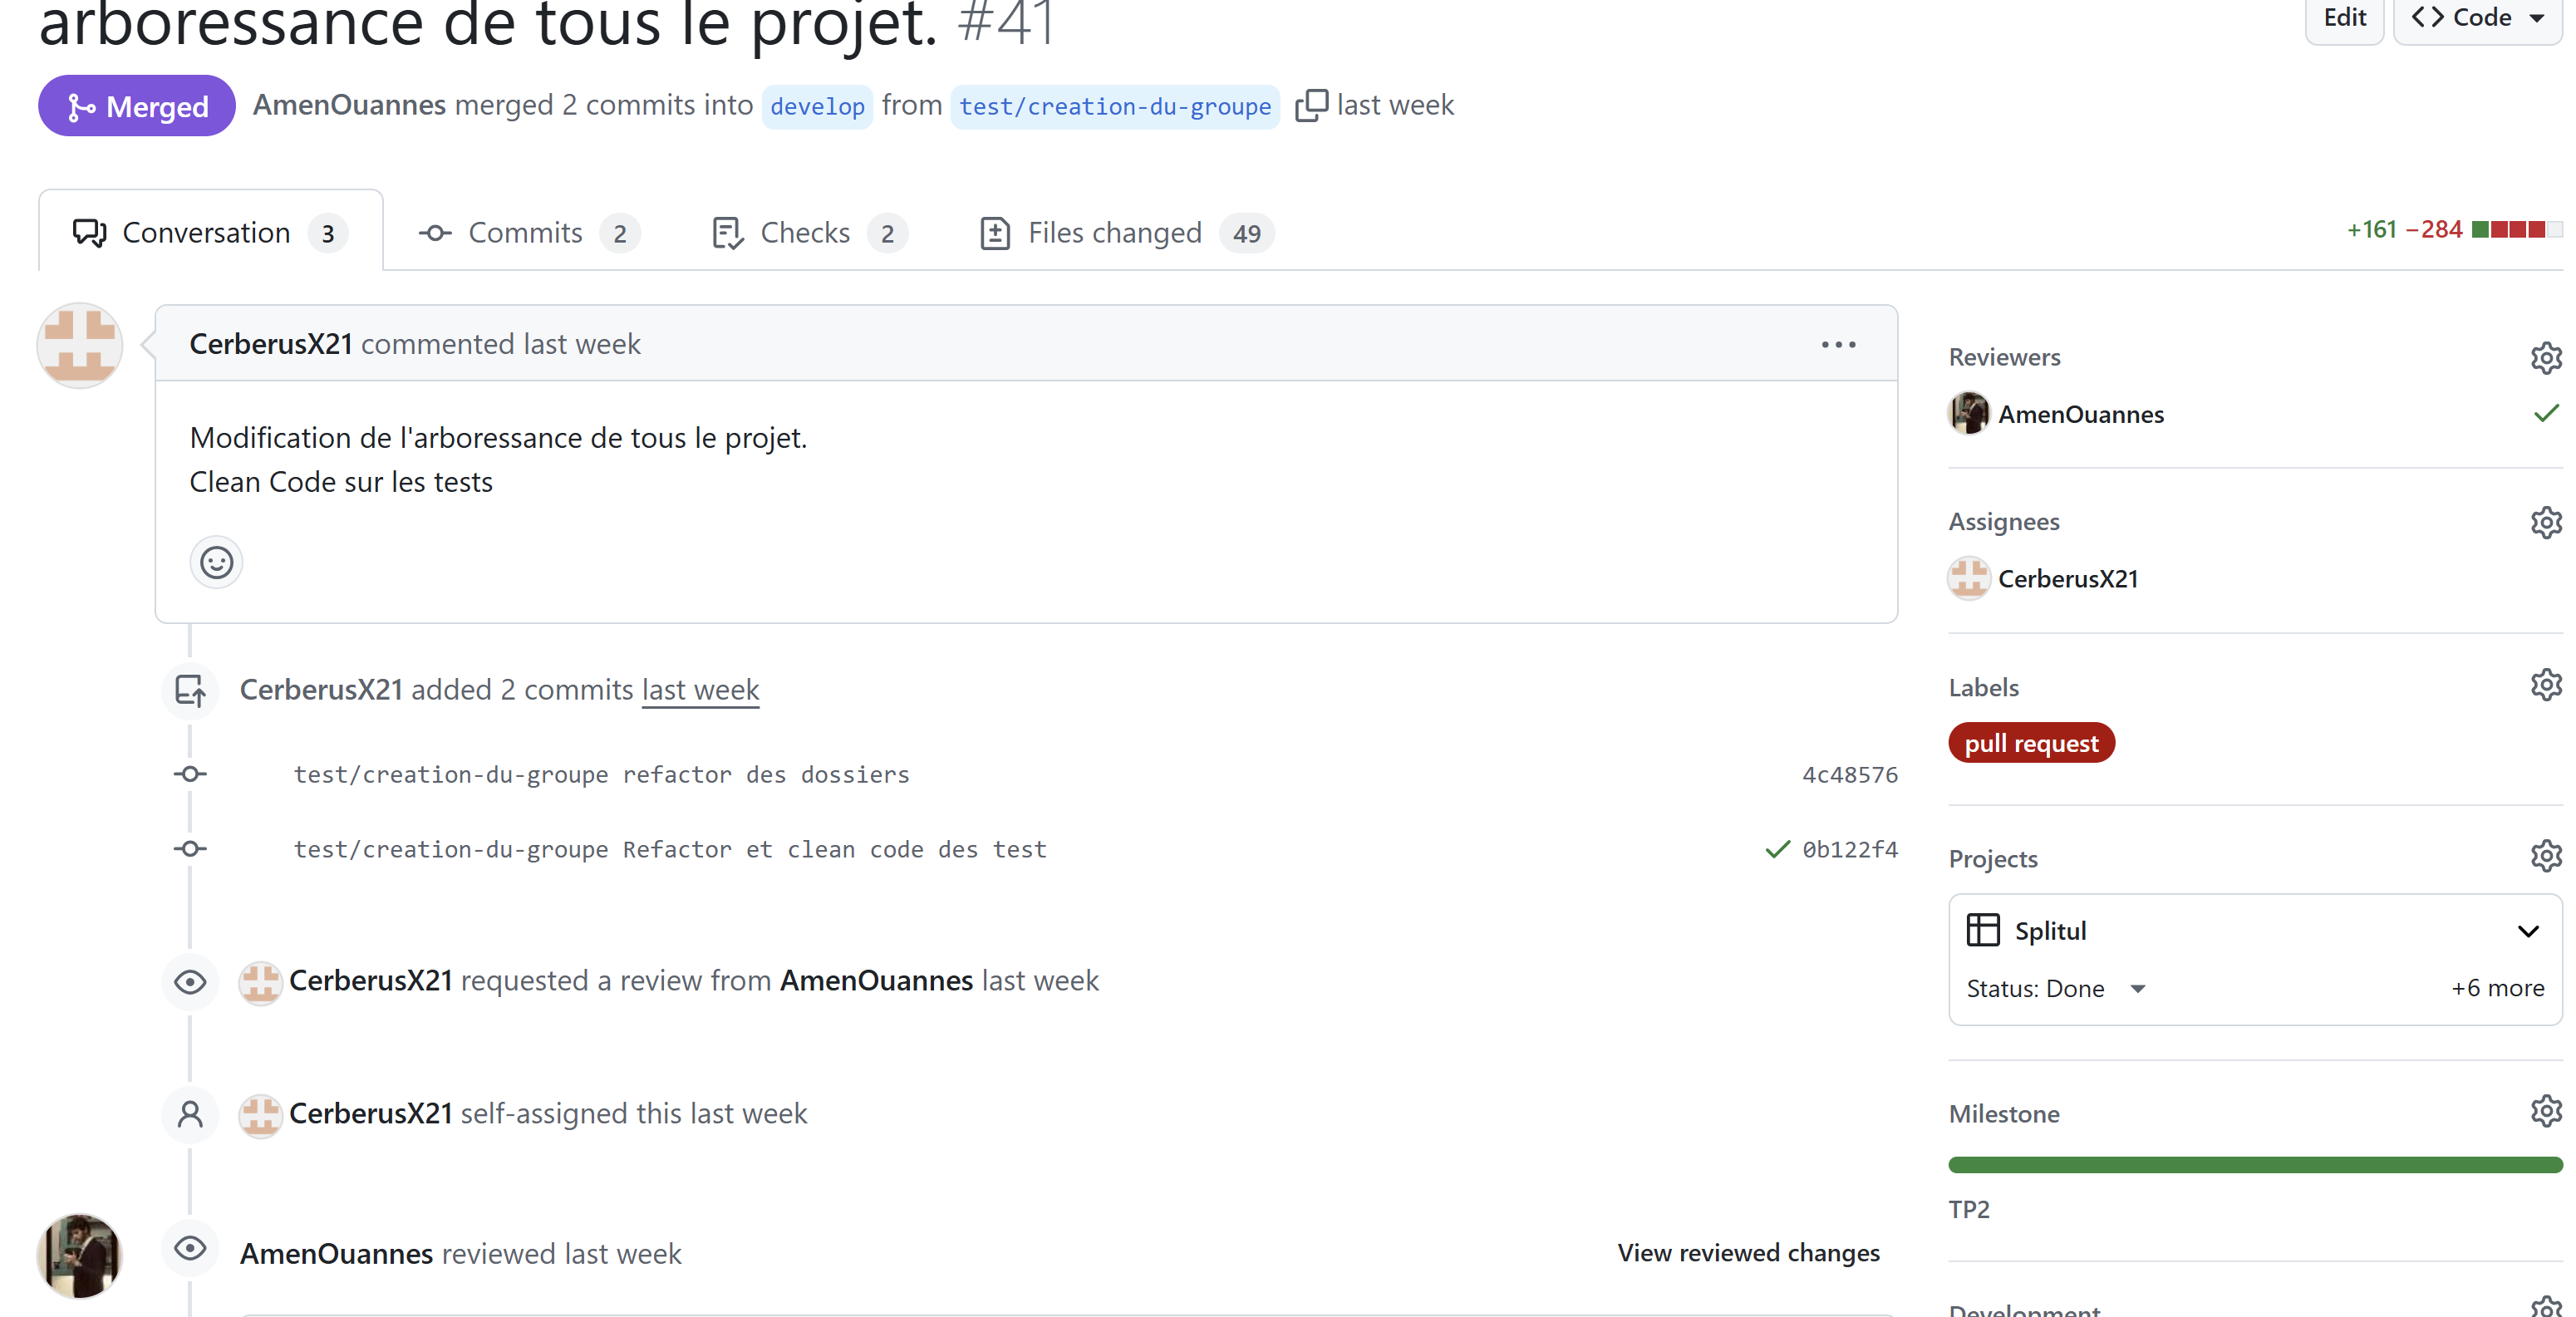 arboressance de tous le projet. #41
Edit
Code
Merged
AmenOuannes merged 2 commits into develop from test/creation-du-groupe last week
Conversation 3
Commits 2
Checks 2
Files changed 49
+161 −284
CerberusX21 commented last week
Modification de l'arboressance de tous le projet.
Clean Code sur les tests
CerberusX21 added 2 commits last week
test/creation-du-groupe refactor des dossiers 4c48576
test/creation-du-groupe Refactor et clean code des test 0b122f4
CerberusX21 requested a review from AmenOuannes last week
CerberusX21 self-assigned this last week
AmenOuannes reviewed last week
View reviewed changes
Reviewers
AmenOuannes
Assignees
CerberusX21
Labels
pull request
Projects
Splitul
Status: Done
+6 more
Milestone
TP2
Development